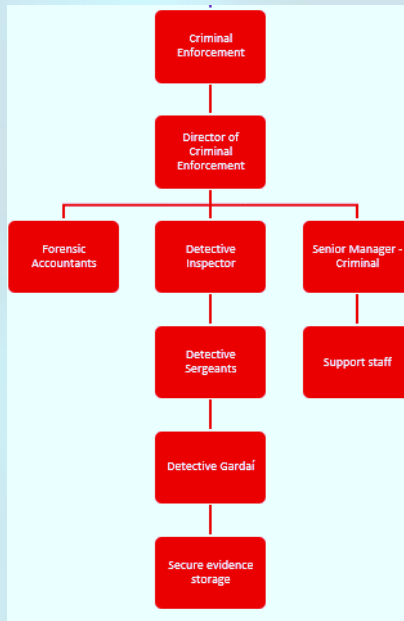 Criminal
Enforcement
Director of
Criminal
Enforcement
Forensic
Accountants
Detective
Inspector
Senior Manager -
Criminal
Detective
Sergeants
Support staff
Detective Gardaí
Secure evidence
storage